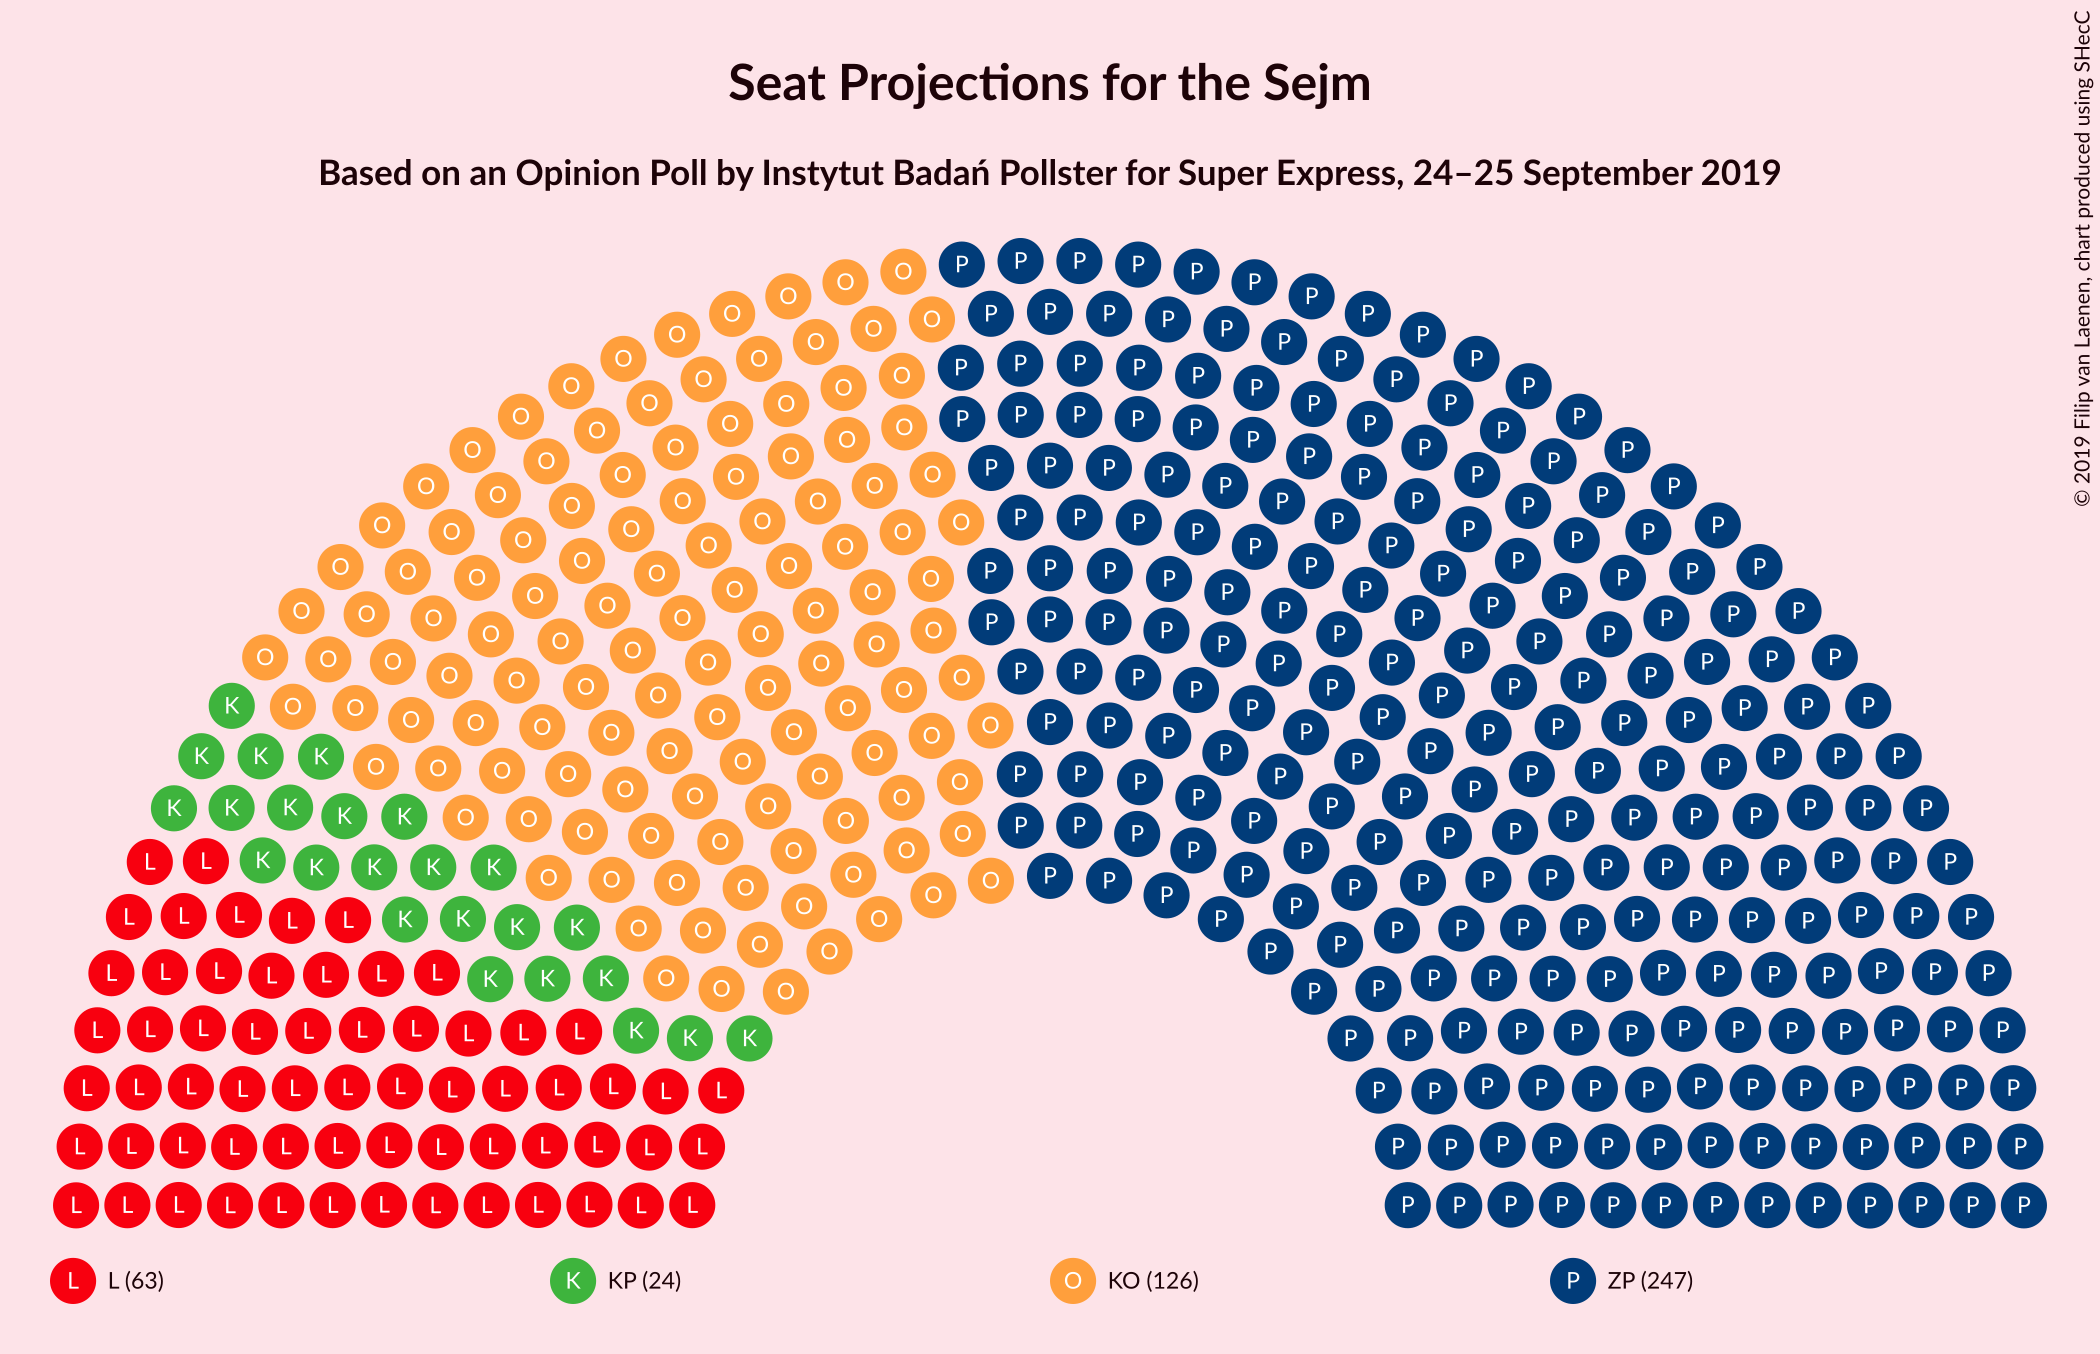 Seat Projections for the Sejm
Based on an Opinion Poll by Instytut Badań Pollster for Super Express, 24–25 September 2019
© 2019 Filip van Laenen, chart produced using SHecC
L L (63)
K KP (24)
O KO (126)
P ZP (247)